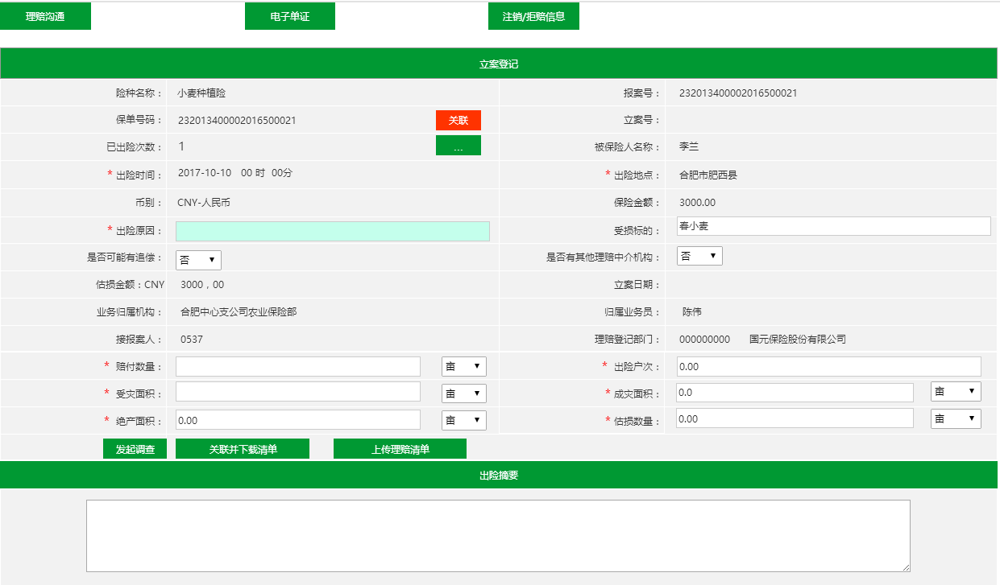 理赔沟通 电子单证 注销/拒赔信息
立案登记
险种名称： 小麦种植险 报案号： 232013400002016500021
保单号码： 232013400002016500021 关联 立案号：
已出险次数： 1 ... 被保险人名称： 李兰
* 出险时间： 2017-10-10 00 时 00分 * 出险地点： 合肥市肥西县
币别： CNY-人民币 保险金额： 3000.00
* 出险原因： 受损标的： 春小麦
是否可能有追偿： 否 ▼ 是否有其他理赔中介机构： 否 ▼
估损金额：CNY 3000，00 立案日期：
业务归属机构： 合肥中心支公司农业保险部 归属业务员： 陈伟
接报案人： 0537 理赔登记部门： 000000000 国元保险股份有限公司
* 赔付数量： 亩 ▼ * 出险户次： 0.00
* 受灾面积： 亩 ▼ * 成灾面积： 0.0 亩 ▼
* 绝产面积： 0.00 亩 ▼ * 估损数量： 0.00 亩 ▼
发起调查 关联并下载清单 上传理赔清单
出险摘要